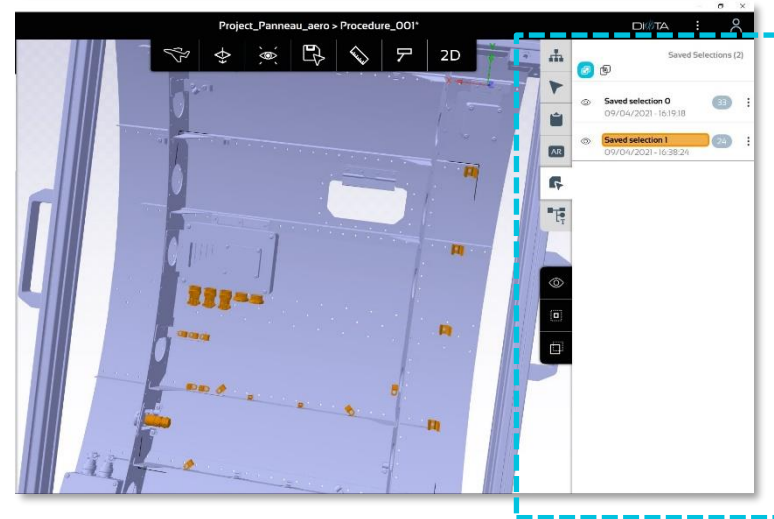 Project_Panneau_aero > Procedure_001*
DIOTA
2D
Saved Selections (2)
Saved selection 0
33
09/04/2021 - 16:19:18
AR
Saved selection 1
24
09/04/2021 - 16:38:24
T